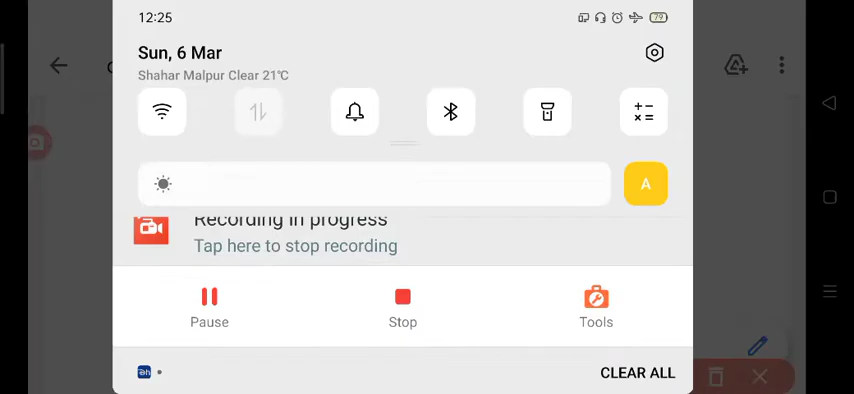 12:25
79
Sun, 6 Mar
Shahar Malpur Clear 21°C
A
Recording in progress
Tap here to stop recording
Pause
Stop
Tools
CLEAR ALL